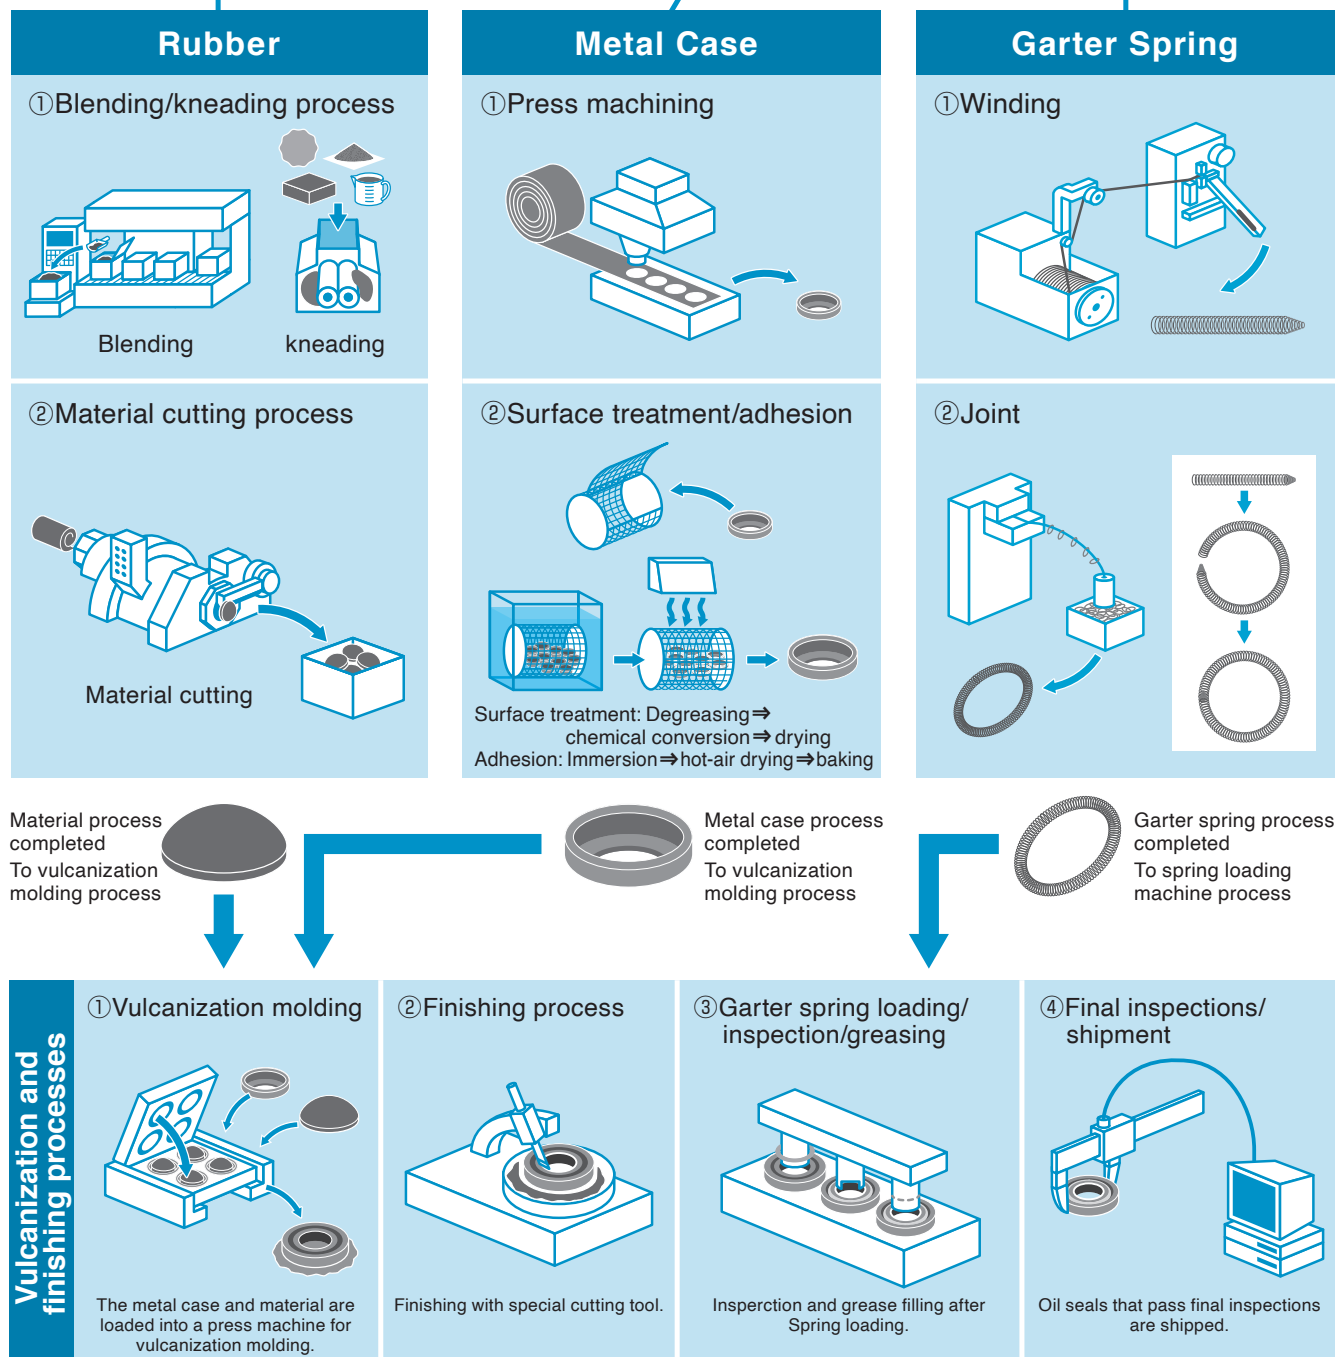 Rubber
①Blending/kneading process
Blending
kneading
②Material cutting process
Material cutting
Metal Case
①Press machining
②Surface treatment/adhesion
Surface treatment: Degreasing⇒
chemical conversion⇒drying
Adhesion: Immersion⇒hot-air drying⇒baking
Garter Spring
①Winding
②Joint
Material process
completed
To vulcanization
molding process
Metal case process
completed
To vulcanization
molding process
Garter spring process
completed
To spring loading
machine process
Vulcanization and
finishing processes
①Vulcanization molding
The metal case and material are
loaded into a press machine for
vulcanization molding.
②Finishing process
Finishing with special cutting tool.
③Garter spring loading/
inspection/greasing
Insperction and grease filling after
Spring loading.
④Final inspections/
shipment
Oil seals that pass final inspections
are shipped.